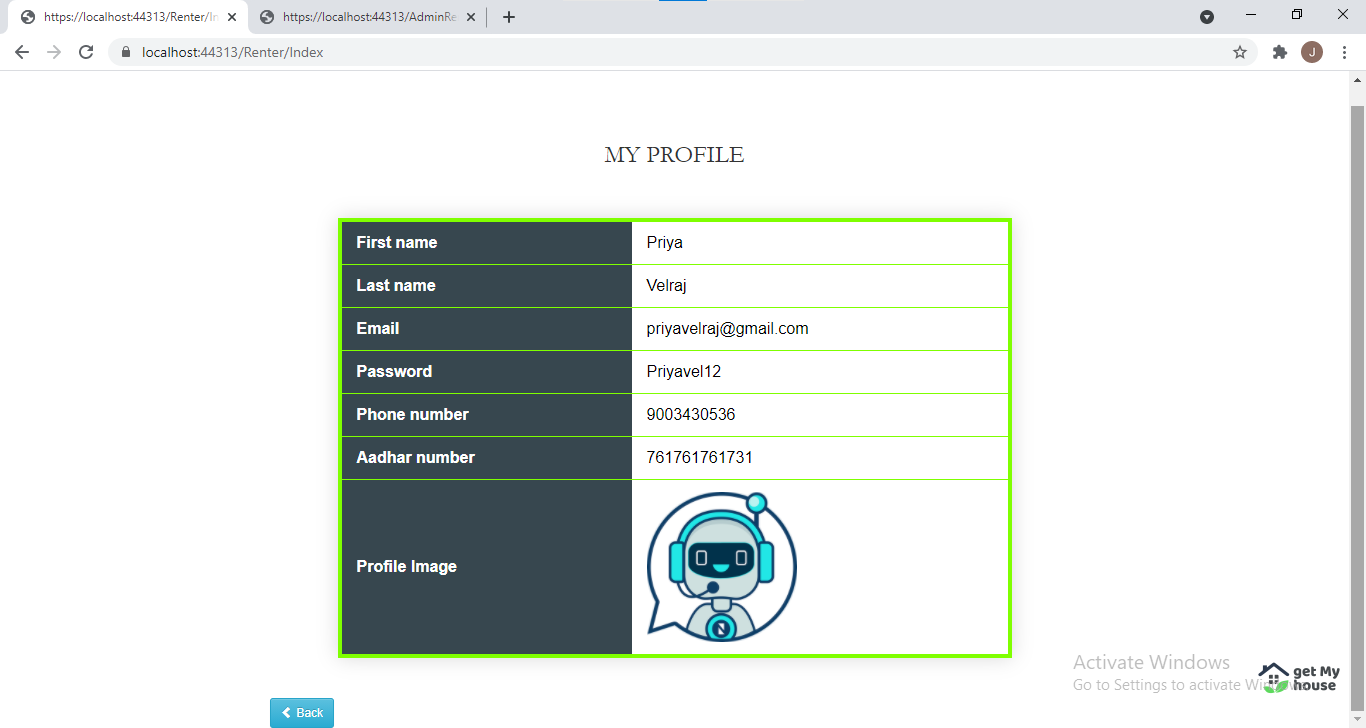 https://localhost:44313/Renter/In
https://localhost:44313/AdminRe
localhost:44313/Renter/Index
J
MY PROFILE
First name Priya
Last name Velraj
Email priyavelraj@gmail.com
Password Priyavel12
Phone number 9003430536
Aadhar number 761761761731
Profile Image
N
Activate Windows
Go to Settings to activate
get My
house
Back